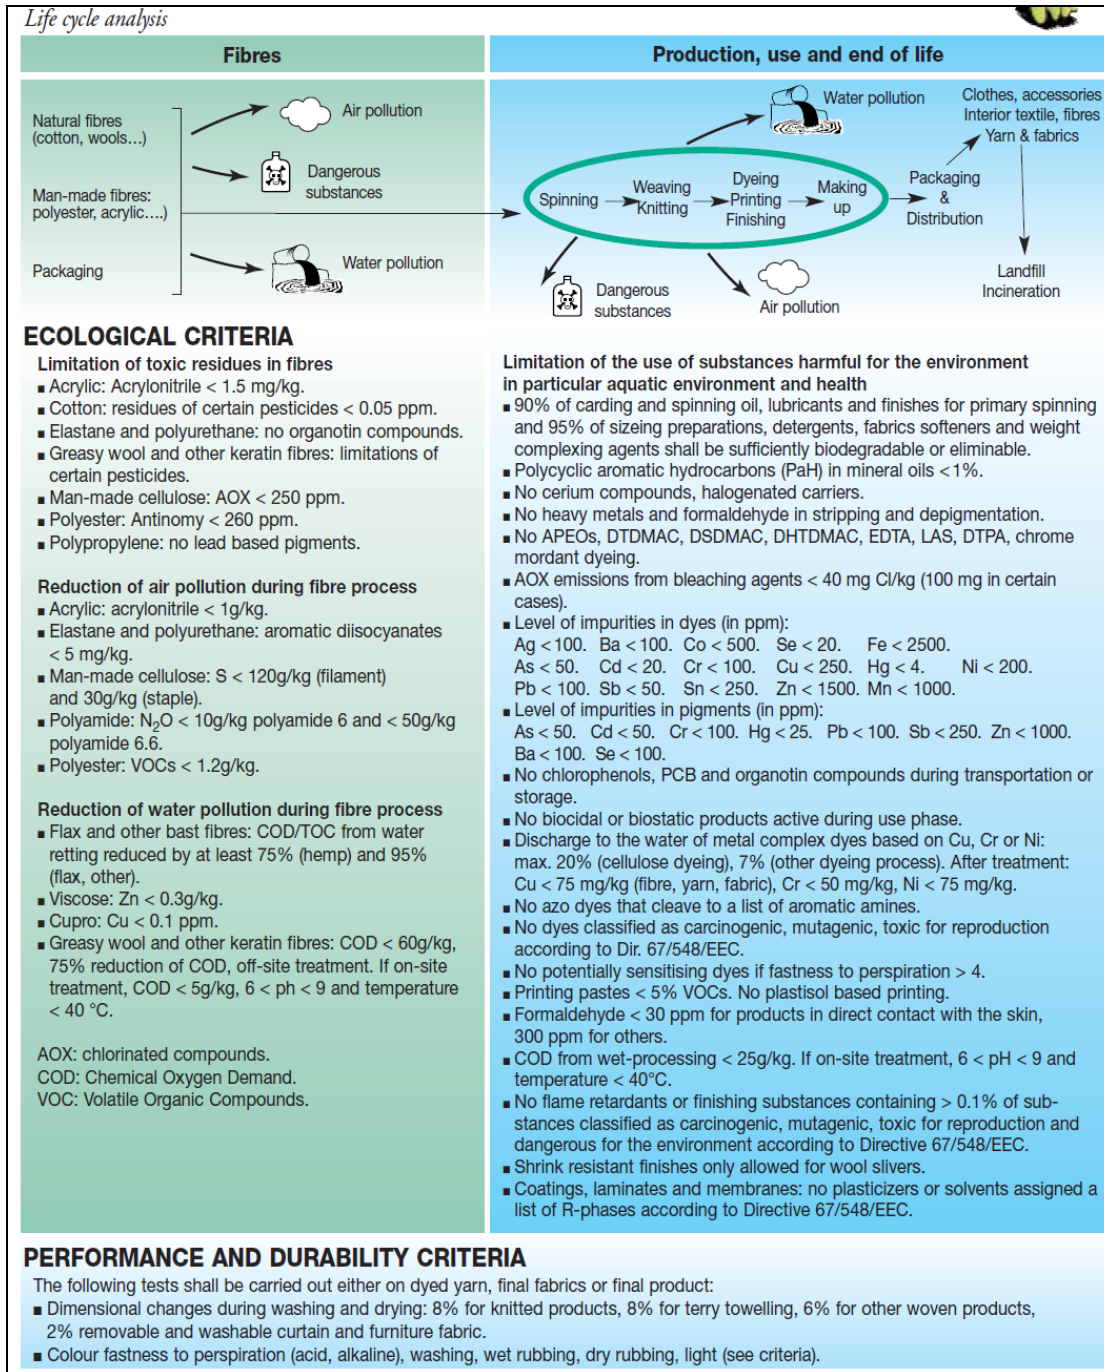 Life cycle analysis
Fibres
Natural fibres
(cotton, wools...)
Man-made fibres:
polyester, acrylic....)
Packaging
Air pollution
Dangerous
substances
Water pollution
Production, use and end of life
Water pollution
Clothes, accessories
Interior textile, fibres
Yarn & fabrics
Spinning
Weaving
Knitting
Dyeing
Printing
Finishing
Making
up
Packaging
&
Distribution
Dangerous
substances
Air pollution
Landfill
Incineration
ECOLOGICAL CRITERIA
Limitation of toxic residues in fibres
■ Acrylic: Acrylonitrile < 1.5 mg/kg.
■ Cotton: residues of certain pesticides < 0.05 ppm.
■ Elastane and polyurethane: no organotin compounds.
■ Greasy wool and other keratin fibres: limitations of
certain pesticides.
■ Man-made cellulose: AOX < 250 ppm.
■ Polyester: Antinomy < 260 ppm.
■ Polypropylene: no lead based pigments.
Reduction of air pollution during fibre process
■ Acrylic: acrylonitrile < 1g/kg.
■ Elastane and polyurethane: aromatic diisocyanates
< 5 mg/kg.
■ Man-made cellulose: S < 120g/kg (filament)
and 30g/kg (staple).
■ Polyamide: N₂O < 10g/kg polyamide 6 and < 50g/kg
polyamide 6.6.
■ Polyester: VOCs < 1.2g/kg.
Reduction of water pollution during fibre process
■ Flax and other bast fibres: COD/TOC from water
retting reduced by at least 75% (hemp) and 95%
(flax, other).
■ Viscose: Zn < 0.3g/kg.
■ Cupro: Cu < 0.1 ppm.
■ Greasy wool and other keratin fibres: COD < 60g/kg,
75% reduction of COD, off-site treatment. If on-site
treatment, COD < 5g/kg, 6 < ph < 9 and temperature
< 40 °C.
AOX: chlorinated compounds.
COD: Chemical Oxygen Demand.
VOC: Volatile Organic Compounds.
Limitation of the use of substances harmful for the environment
in particular aquatic environment and health
■ 90% of carding and spinning oil, lubricants and finishes for primary spinning
and 95% of sizeing preparations, detergents, fabrics softeners and weight
complexing agents shall be sufficiently biodegradable or eliminable.
■ Polycyclic aromatic hydrocarbons (PaH) in mineral oils < 1%.
■ No cerium compounds, halogenated carriers.
■ No heavy metals and formaldehyde in stripping and depigmentation.
■ No APEOs, DTDMAC, DSDMAC, DHTDMAC, EDTA, LAS, DTPA, chrome
mordant dyeing.
■ AOX emissions from bleaching agents < 40 mg Cl/kg (100 mg in certain
cases).
■ Level of impurities in dyes (in ppm):
Ag < 100. Ba < 100. Co < 500. Se < 20. Fe < 2500.
As < 50. Cd < 20. Cr < 100. Cu < 250. Hg < 4. Ni < 200.
Pb < 100. Sb < 50. Sn < 250. Zn < 1500. Mn < 1000.
■ Level of impurities in pigments (in ppm):
As < 50. Cd < 50. Cr < 100. Hg < 25. Pb < 100. Sb < 250. Zn < 1000.
Ba < 100. Se < 100.
■ No chlorophenols, PCB and organotin compounds during transportation or
storage.
■ No biocidal or biostatic products active during use phase.
■ Discharge to the water of metal complex dyes based on Cu, Cr or Ni:
max. 20% (cellulose dyeing), 7% (other dyeing process). After treatment:
Cu < 75 mg/kg (fibre, yarn, fabric), Cr < 50 mg/kg, Ni < 75 mg/kg.
■ No azo dyes that cleave to a list of aromatic amines.
■ No dyes classified as carcinogenic, mutagenic, toxic for reproduction
according to Dir. 67/548/EEC.
■ No potentially sensitising dyes if fastness to perspiration > 4.
■ Printing pastes < 5% VOCs. No plastisol based printing.
■ Formaldehyde < 30 ppm for products in direct contact with the skin,
300 ppm for others.
■ COD from wet-processing < 25g/kg. If on-site treatment, 6 < pH < 9 and
temperature < 40°C.
■ No flame retardants or finishing substances containing > 0.1% of sub-
stances classified as carcinogenic, mutagenic, toxic for reproduction and
dangerous for the environment according to Directive 67/548/EEC.
■ Shrink resistant finishes only allowed for wool slivers.
■ Coatings, laminates and membranes: no plasticizers or solvents assigned a
list of R-phases according to Directive 67/548/EEC.
PERFORMANCE AND DURABILITY CRITERIA
The following tests shall be carried out either on dyed yarn, final fabrics or final product:
■ Dimensional changes during washing and drying: 8% for knitted products, 8% for terry towelling, 6% for other woven products,
2% removable and washable curtain and furniture fabric.
■ Colour fastness to perspiration (acid, alkaline), washing, wet rubbing, dry rubbing, light (see criteria).